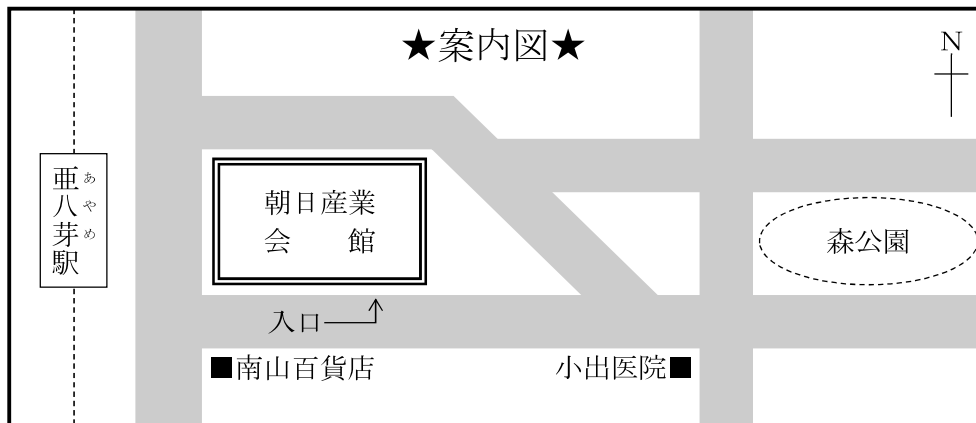 ★案内図★
N
亜八芽駅
あやめ
朝日産業
会　　館
森公園
入口
■南山百貨店
小出医院■